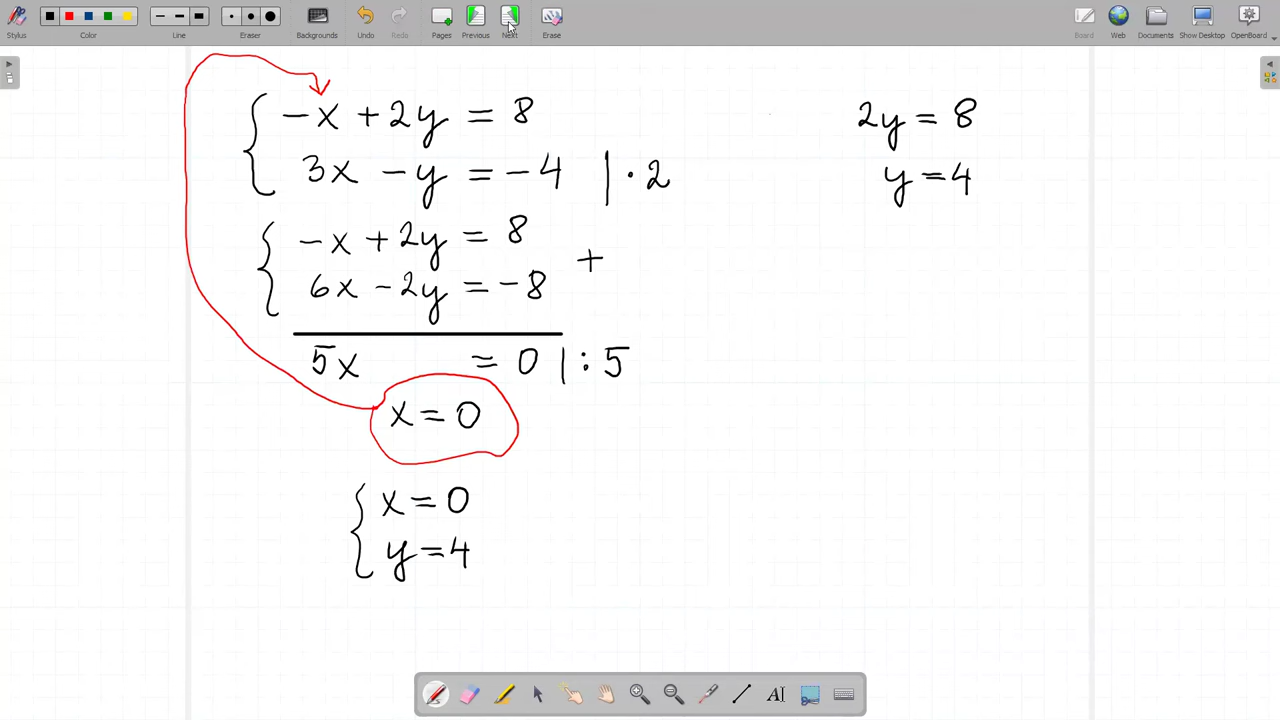 Stylus Color Line Eraser Backgrounds Undo Redo Pages Previous Next Erase Board Web Documents Show Desktop OpenBoard
-x + 2y = 8
3x - y = -4 | · 2
-x + 2y = 8
6x - 2y = -8 +
5x = 0 | : 5
x = 0
x = 0
y = 4
2y = 8
y = 4
AI